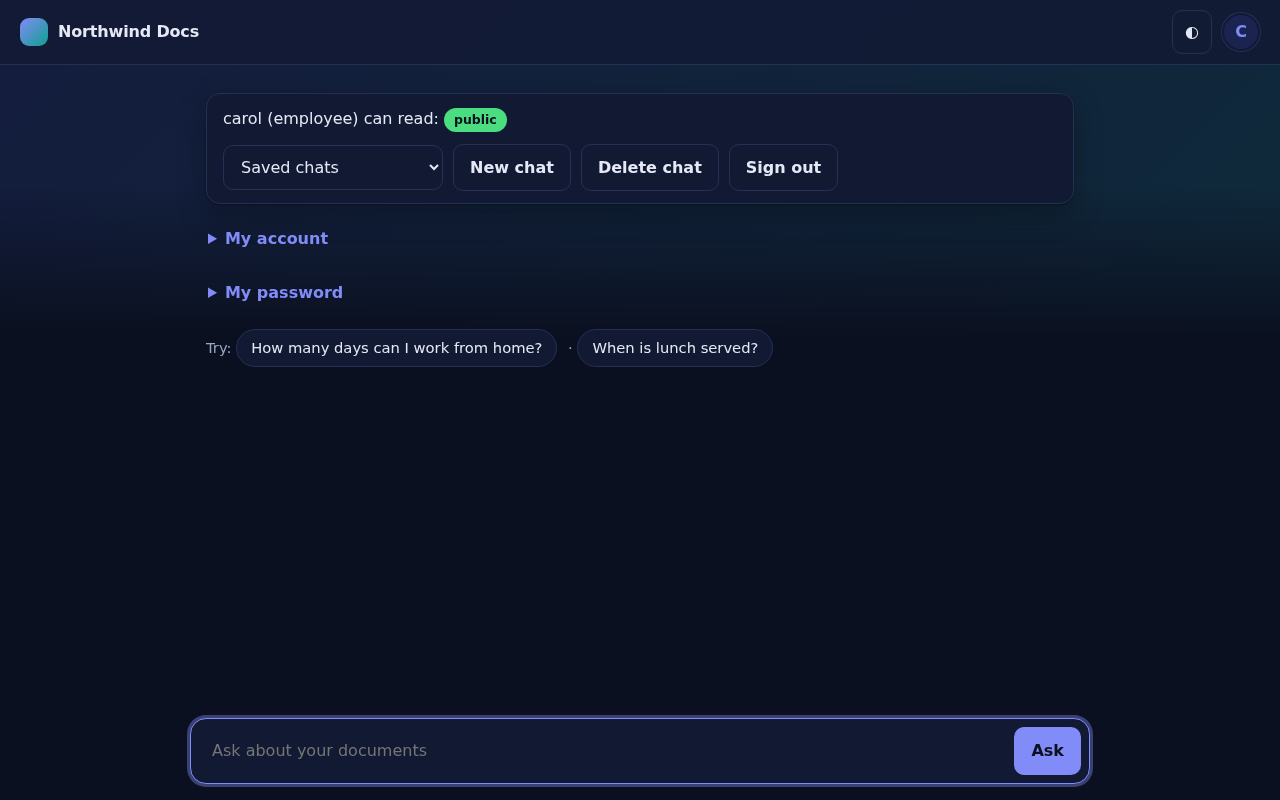 Northwind Docs
◐
C
carol (employee) can read: public
Saved chats
New chat
Delete chat
Sign out
My account
My password
Try: How many days can I work from home? · When is lunch served?
Ask about your documents
Ask